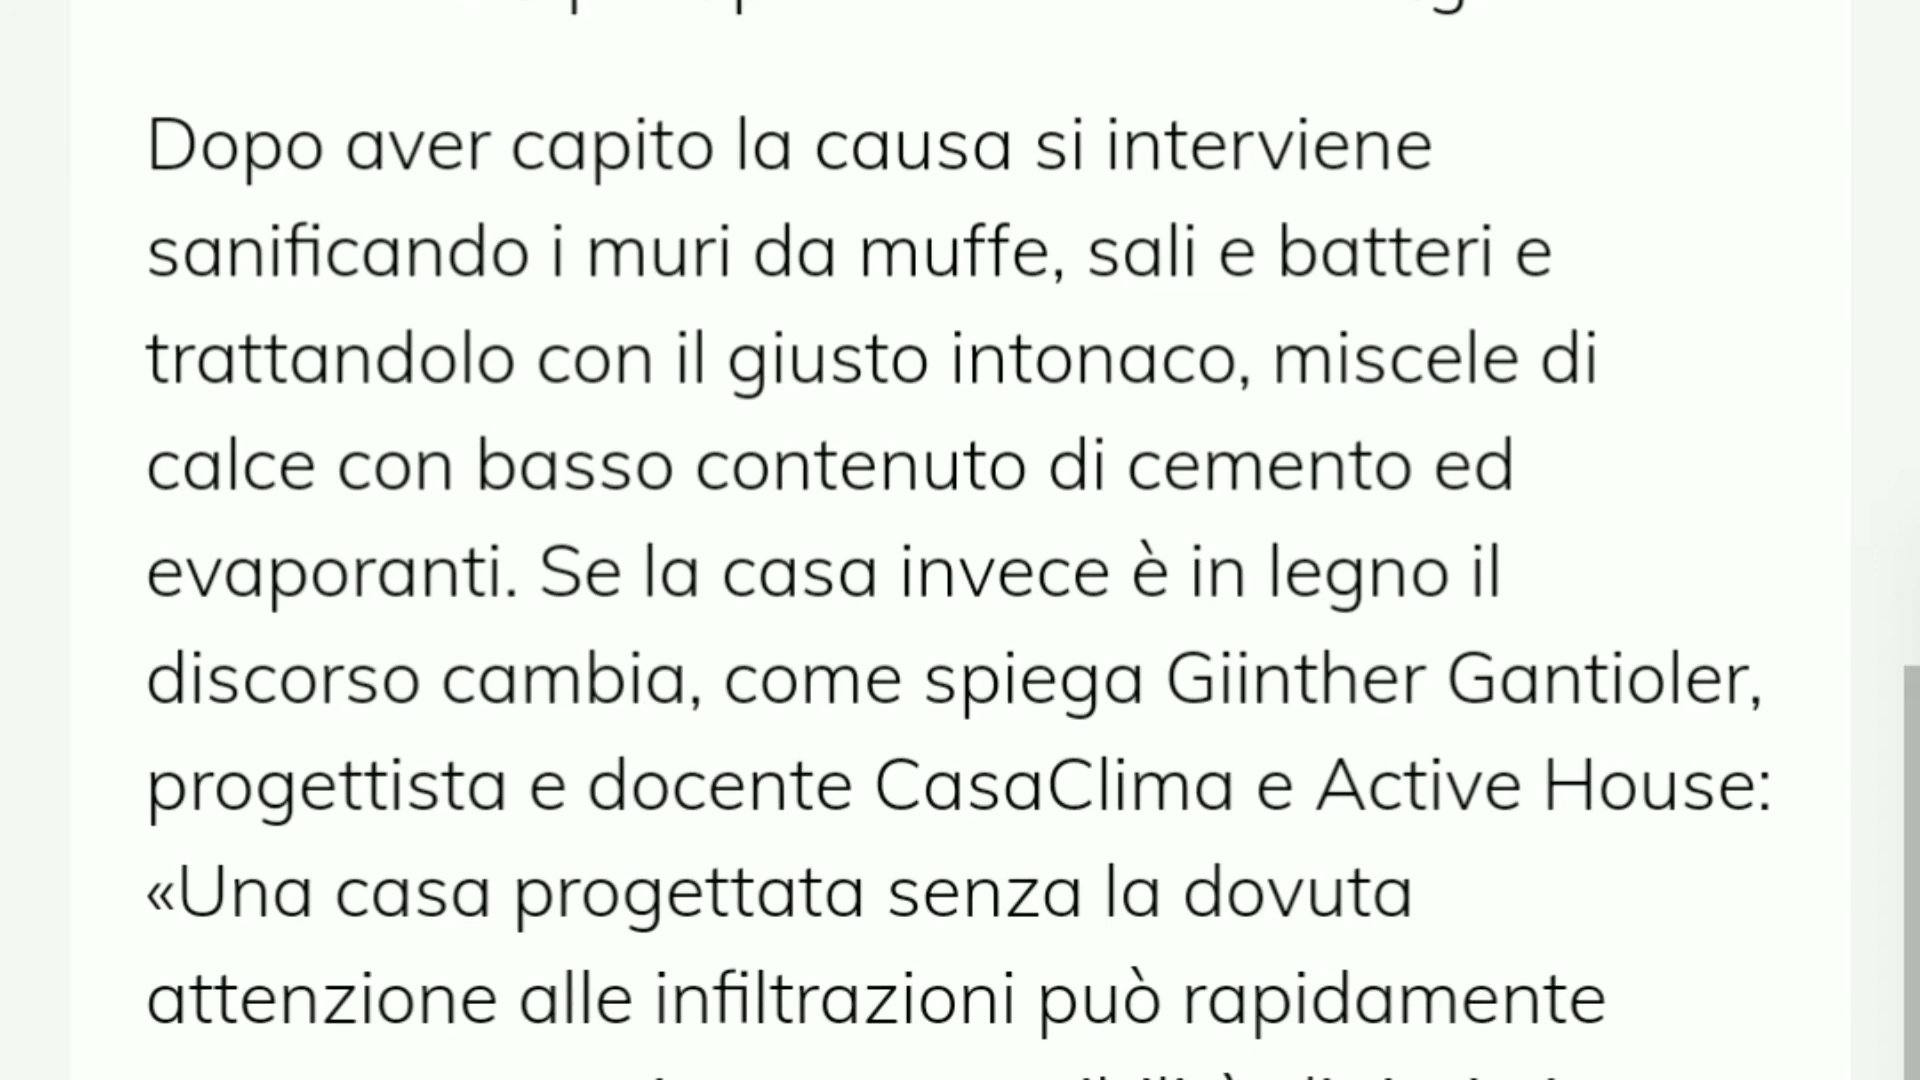 Dopo aver capito la causa si interviene
sanificando i muri da muffe, sali e batteri e
trattandolo con il giusto intonaco, miscele di
calce con basso contenuto di cemento ed
evaporanti. Se la casa invece è in legno il
discorso cambia, come spiega Giinther Gantioler,
progettista e docente CasaClima e Active House:
«Una casa progettata senza la dovuta
attenzione alle infiltrazioni può rapidamente